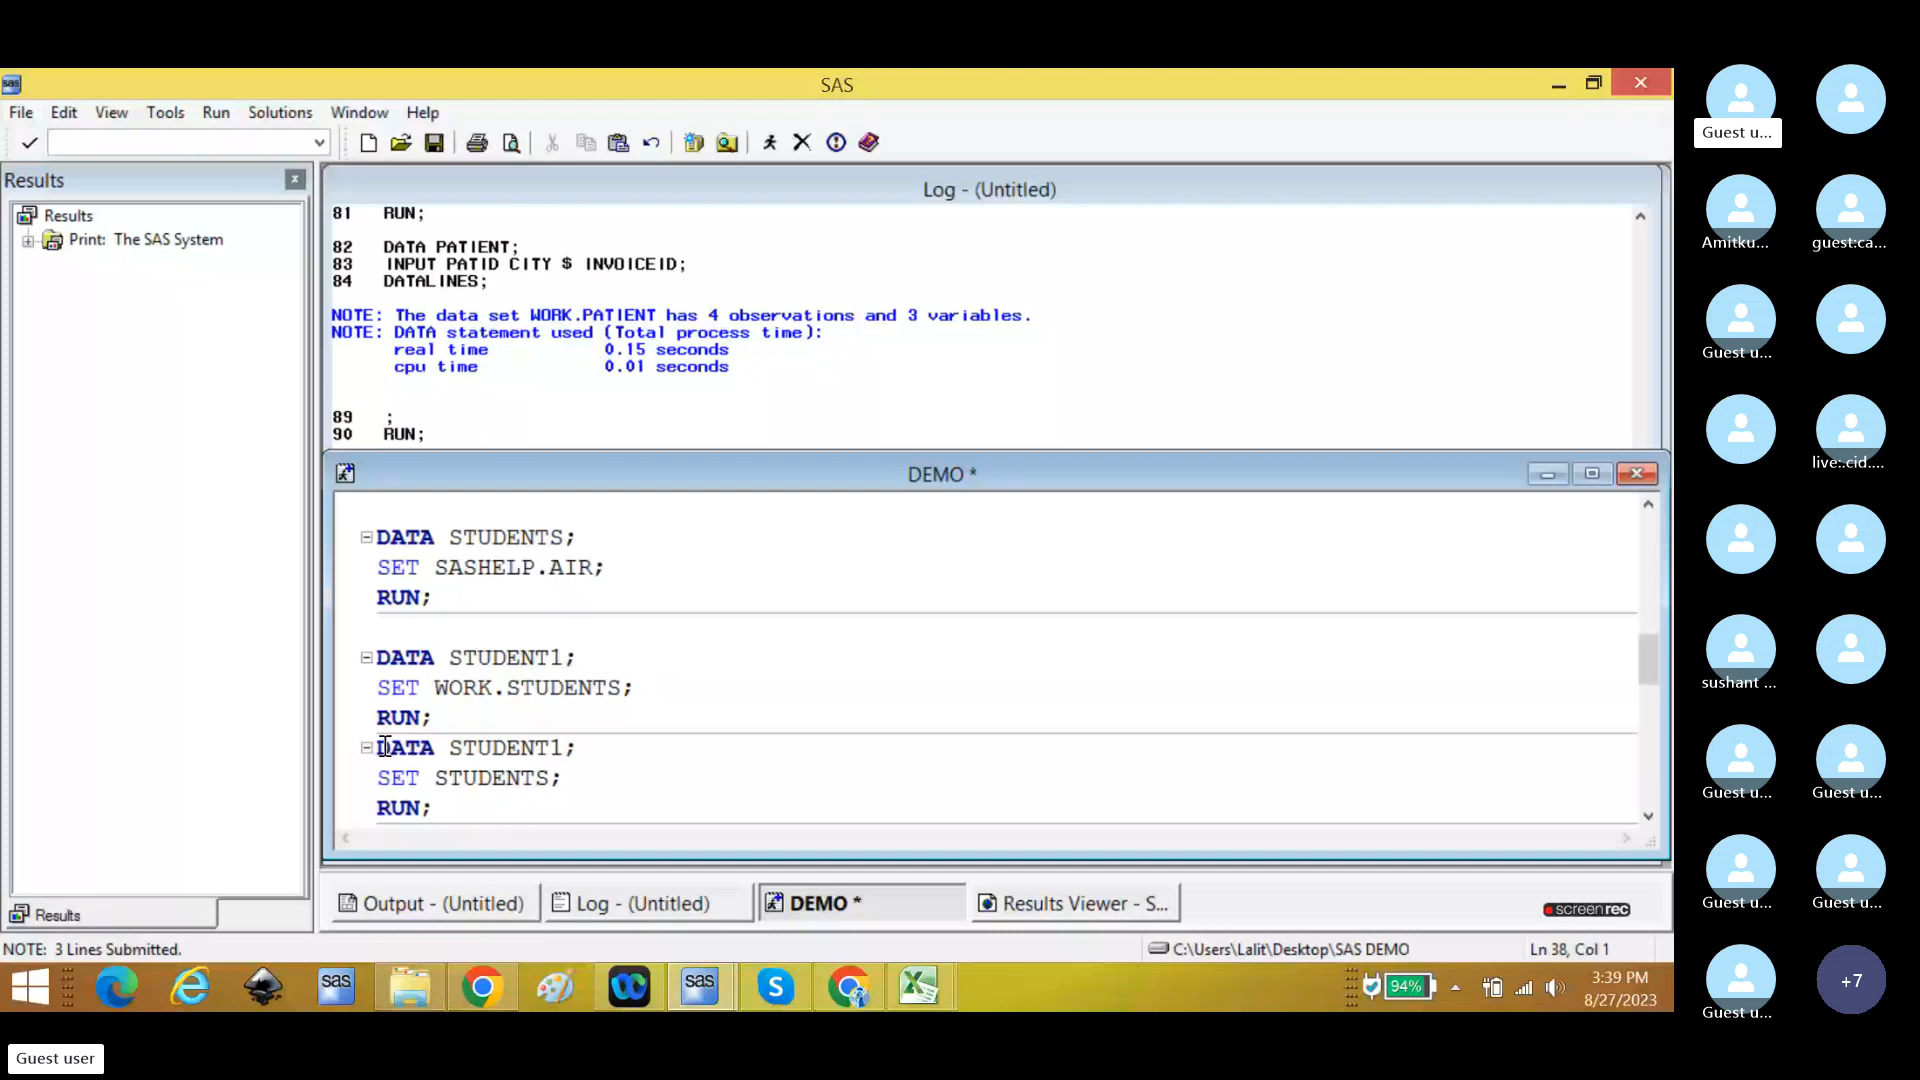 SAS
File Edit View Tools Run Solutions Window Help
Results
Results
Print: The SAS System
Results
Log - (Untitled)
81 RUN;
82 DATA PATIENT;
83 INPUT PATID CITY $ INVOICEID;
84 DATALINES;
NOTE: The data set WORK.PATIENT has 4 observations and 3 variables.
NOTE: DATA statement used (Total process time):
real time 0.15 seconds
cpu time 0.01 seconds
89 ;
90 RUN;
DEMO *
DATA STUDENTS;
SET SASHELP.AIR;
RUN;
DATA STUDENT1;
SET WORK.STUDENTS;
RUN;
DATA STUDENT1;
SET STUDENTS;
RUN;
Output - (Untitled) Log - (Untitled) DEMO * Results Viewer - S...
screenrec
NOTE: 3 Lines Submitted. C:\Users\Lalit\Desktop\SAS DEMO Ln 38, Col 1
sas sas 94% 3:39 PM
8/27/2023
Guest user
Guest u...
Amitku... guest:ca...
Guest u...
live:.cid....
sushant ...
Guest u... Guest u...
Guest u... Guest u...
Guest u... +7